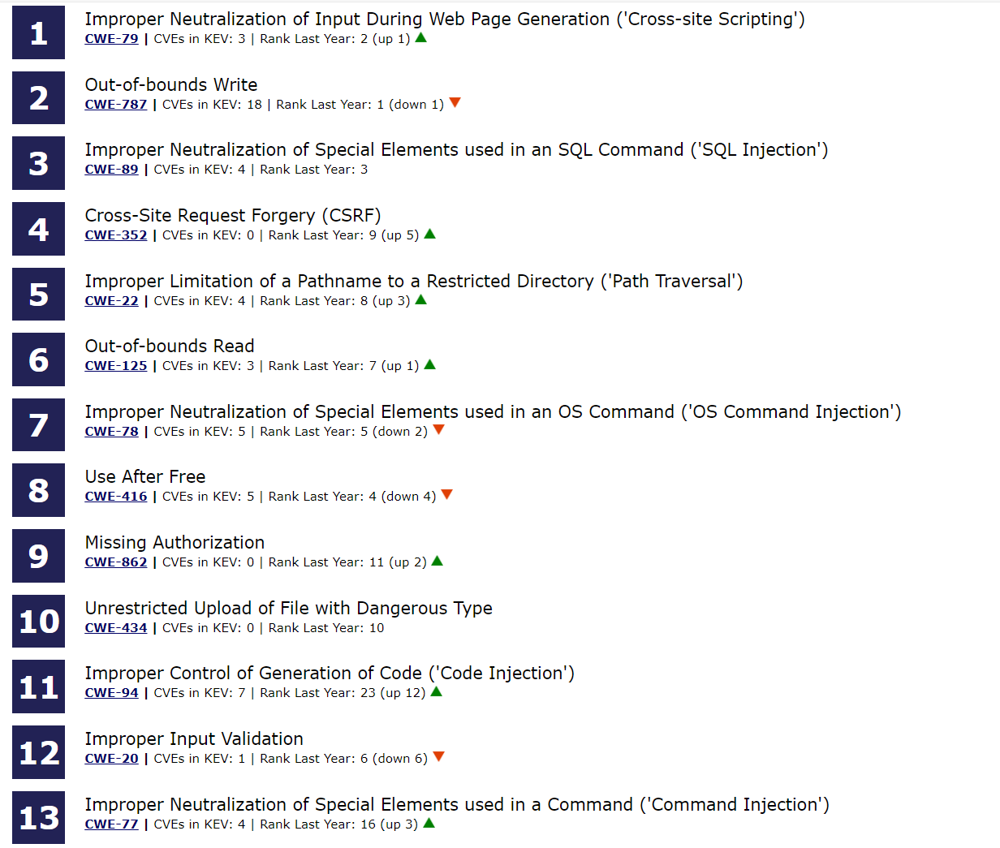 1
Improper Neutralization of Input During Web Page Generation ('Cross-site Scripting')
CWE-79 | CVEs in KEV: 3 | Rank Last Year: 2 (up 1)
2
Out-of-bounds Write
CWE-787 | CVEs in KEV: 18 | Rank Last Year: 1 (down 1)
3
Improper Neutralization of Special Elements used in an SQL Command ('SQL Injection')
CWE-89 | CVEs in KEV: 4 | Rank Last Year: 3
4
Cross-Site Request Forgery (CSRF)
CWE-352 | CVEs in KEV: 0 | Rank Last Year: 9 (up 5)
5
Improper Limitation of a Pathname to a Restricted Directory ('Path Traversal')
CWE-22 | CVEs in KEV: 4 | Rank Last Year: 8 (up 3)
6
Out-of-bounds Read
CWE-125 | CVEs in KEV: 3 | Rank Last Year: 7 (up 1)
7
Improper Neutralization of Special Elements used in an OS Command ('OS Command Injection')
CWE-78 | CVEs in KEV: 5 | Rank Last Year: 5 (down 2)
8
Use After Free
CWE-416 | CVEs in KEV: 5 | Rank Last Year: 4 (down 4)
9
Missing Authorization
CWE-862 | CVEs in KEV: 0 | Rank Last Year: 11 (up 2)
10
Unrestricted Upload of File with Dangerous Type
CWE-434 | CVEs in KEV: 0 | Rank Last Year: 10
11
Improper Control of Generation of Code ('Code Injection')
CWE-94 | CVEs in KEV: 7 | Rank Last Year: 23 (up 12)
12
Improper Input Validation
CWE-20 | CVEs in KEV: 1 | Rank Last Year: 6 (down 6)
13
Improper Neutralization of Special Elements used in a Command ('Command Injection')
CWE-77 | CVEs in KEV: 4 | Rank Last Year: 16 (up 3)